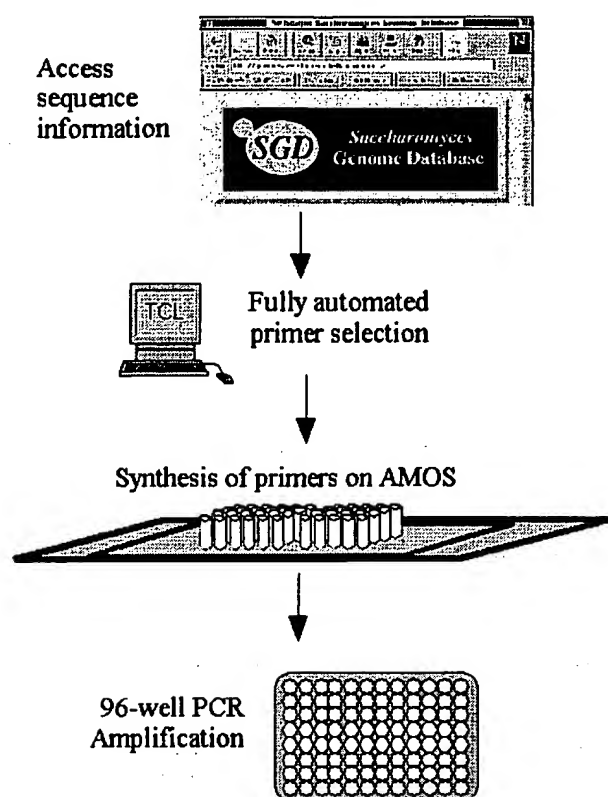 Access
sequence
information
SGD
Saccharomyces
Genome Database
TCL
Fully automated
primer selection
Synthesis of primers on AMOS
96-well PCR
Amplification